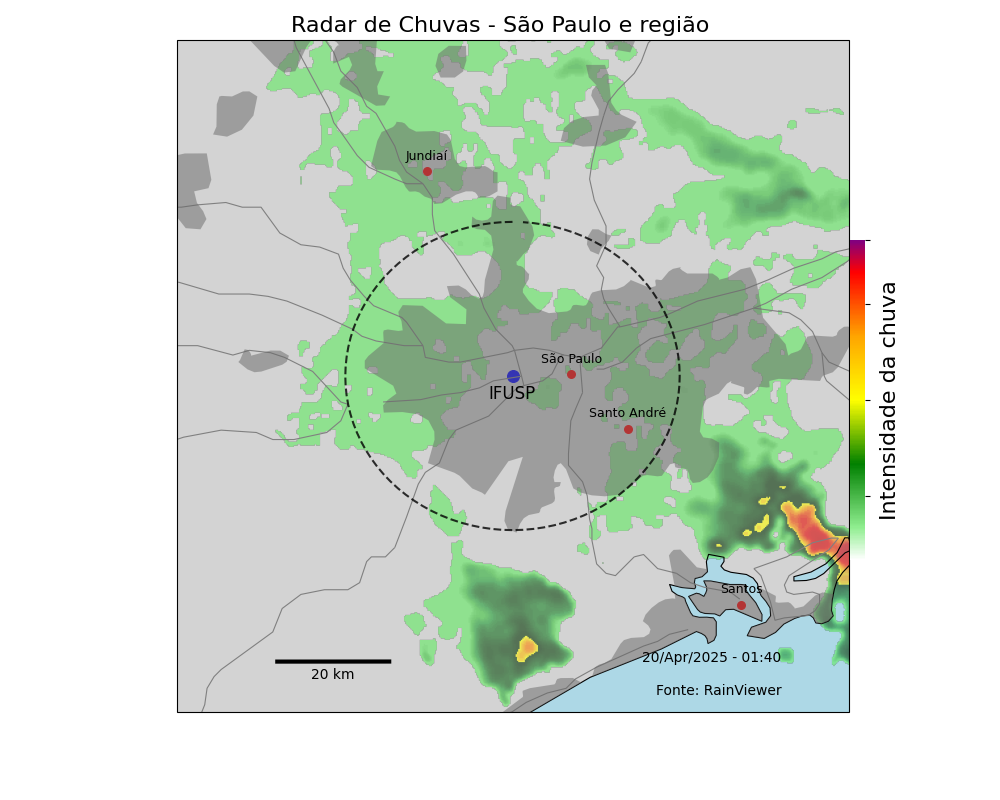 Radar de Chuvas - São Paulo e região
Jundiaí
São Paulo
IFUSP
Santo André
Intensidade da chuva
Santos
20/Apr/2025 - 01:40
20 km
Fonte: RainViewer